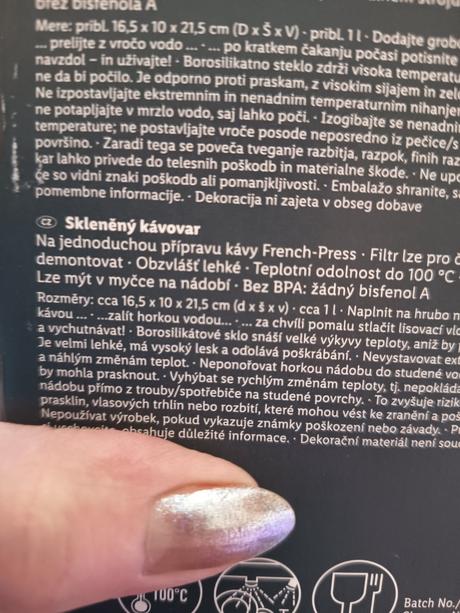 brez bisfenola A
Mere: pribl. 16,5 x 10 x 21,5 cm (D x Š x V) · pribl. 1 l · Dodajte grobo
... prelijte z vročo vodo ... · ... po kratkem čakanju počasi potisnite
navzdol – in uživajte! · Borosilikatno steklo zdrži visoka temperatu
ne da bi počilo. Je odporno proti praskam, z visokim sijajem in zelo
Ne izpostavljajte ekstremnim in nenadnim temperaturnim nihanjem
ne potapljajte v mrzlo vodo, saj lahko poči. · Izogibajte se nenadni
temperature; ne postavljajte vroče posode neposredno iz pečice/s
površino. · Zaradi tega se poveča tveganje razbitja, razpok, finih raz
kar lahko privede do telesnih poškodb in materialne škode. · Ne upo
če so vidni znaki poškodb ali pomanjkljivosti. · Embalažo shranite, sa
pomembne informacije. · Dekoracija ni zajeta v obseg dobave
CZ Skleněný kávovar
Na jednoduchou přípravu kávy French-Press · Filtr lze pro č
demontovat · Obzvlášť lehké · Teplotní odolnost do 100 °C ·
Lze mýt v myčce na nádobí · Bez BPA: žádný bisfenol A
Rozměry: cca 16,5 x 10 x 21,5 cm (d x š x v) · cca 1 l · Naplnit na hrubo n
kávou ... · ...zalít horkou vodou... · ... za chvíli pomalu stlačit lisovací vlo
a vychutnávat! · Borosilikátové sklo snáší velké výkyvy teploty, aniž by p
Je velmi lehké, má vysoký lesk a odolává poškrábání. · Nevystavovat ext
a náhlým změnám teplot. · Neponořovat horkou nádobu do studené vod
by mohla prasknout. · Vyhýbat se rychlým změnám teploty, tj. nepokláda
nádobu přímo z trouby/spotřebiče na studené povrchy. · To zvyšuje rizik
prasklin, vlasových trhlin nebo rozbití, které mohou vést ke zranění a poš
Nepoužívat výrobek, pokud vykazuje známky poškození nebo závady. · Pr
obsahuje důležité informace. · Dekorační materiál není souč
100°C
Batch No./